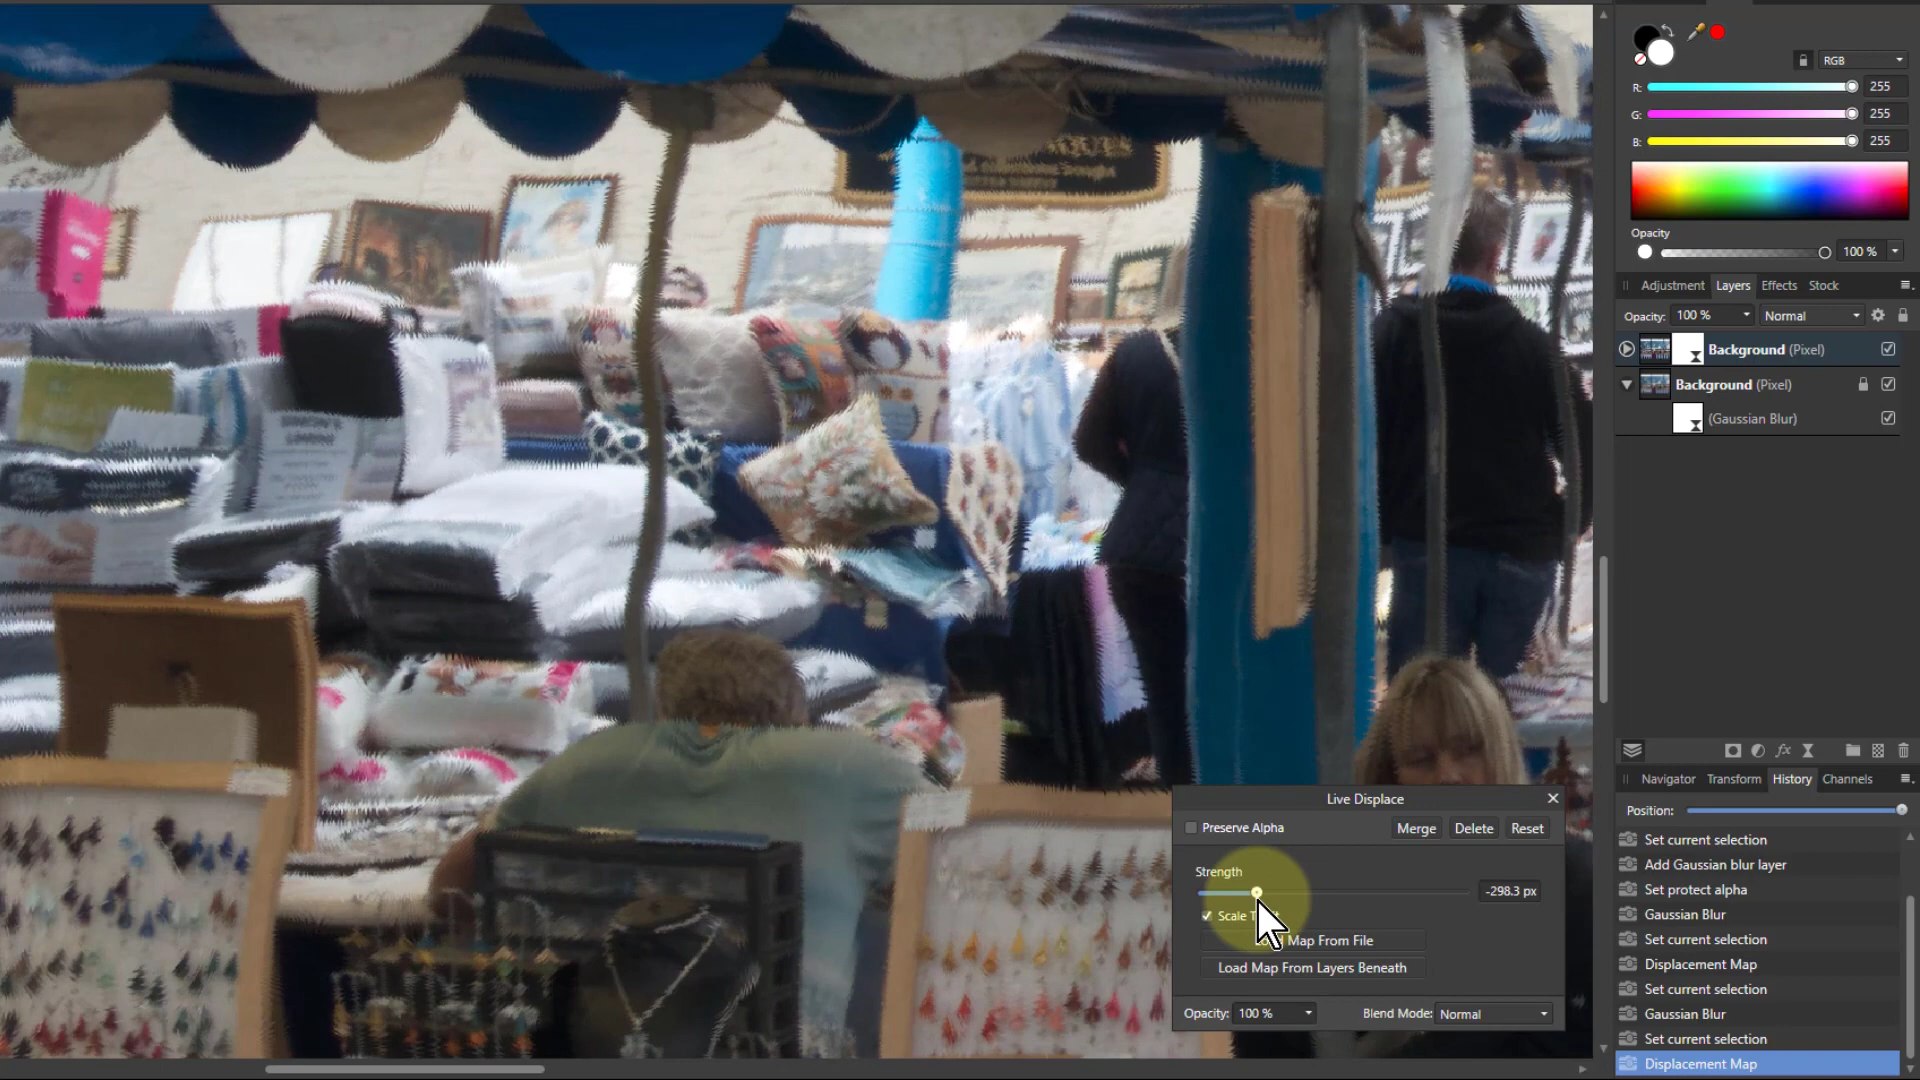 RGB
R: 255
G: 255
B: 255
Opacity
100 %
Adjustment Layers Effects Stock
Opacity: 100 % Normal
Background (Pixel)
Background (Pixel)
(Gaussian Blur)
Navigator Transform History Channels
Position:
Set current selection
Add Gaussian blur layer
Set protect alpha
Gaussian Blur
Set current selection
Displacement Map
Set current selection
Gaussian Blur
Set current selection
Displacement Map
Live Displace
Preserve Alpha Merge Delete Reset
Strength
-298.3 px
Scale
Map From File
Load Map From Layers Beneath
Opacity: 100 % Blend Mode: Normal